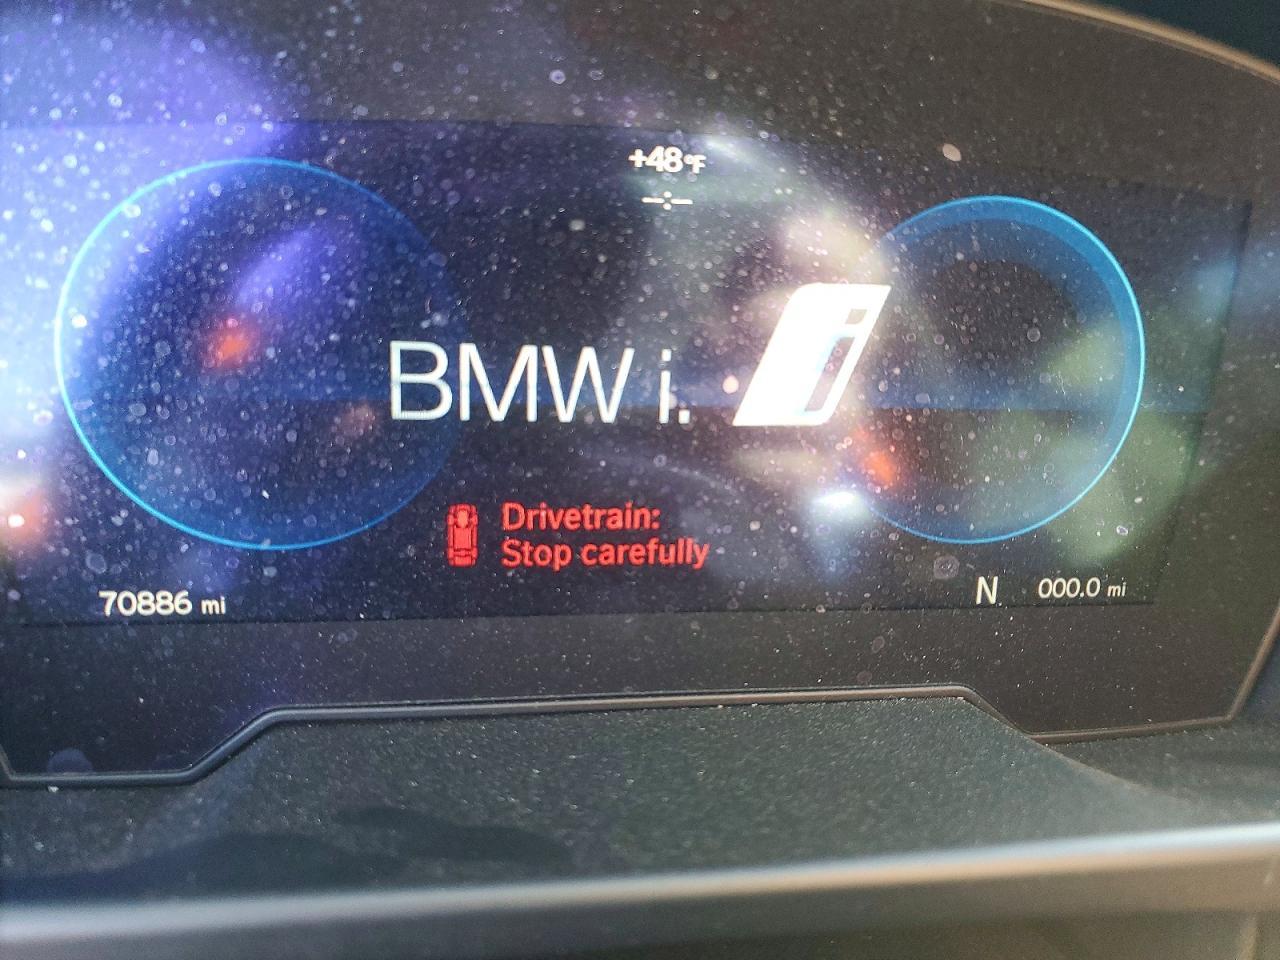 +48°F
BMW i.
i
Drivetrain:
Stop carefully
70886 mi
N 000.0 mi